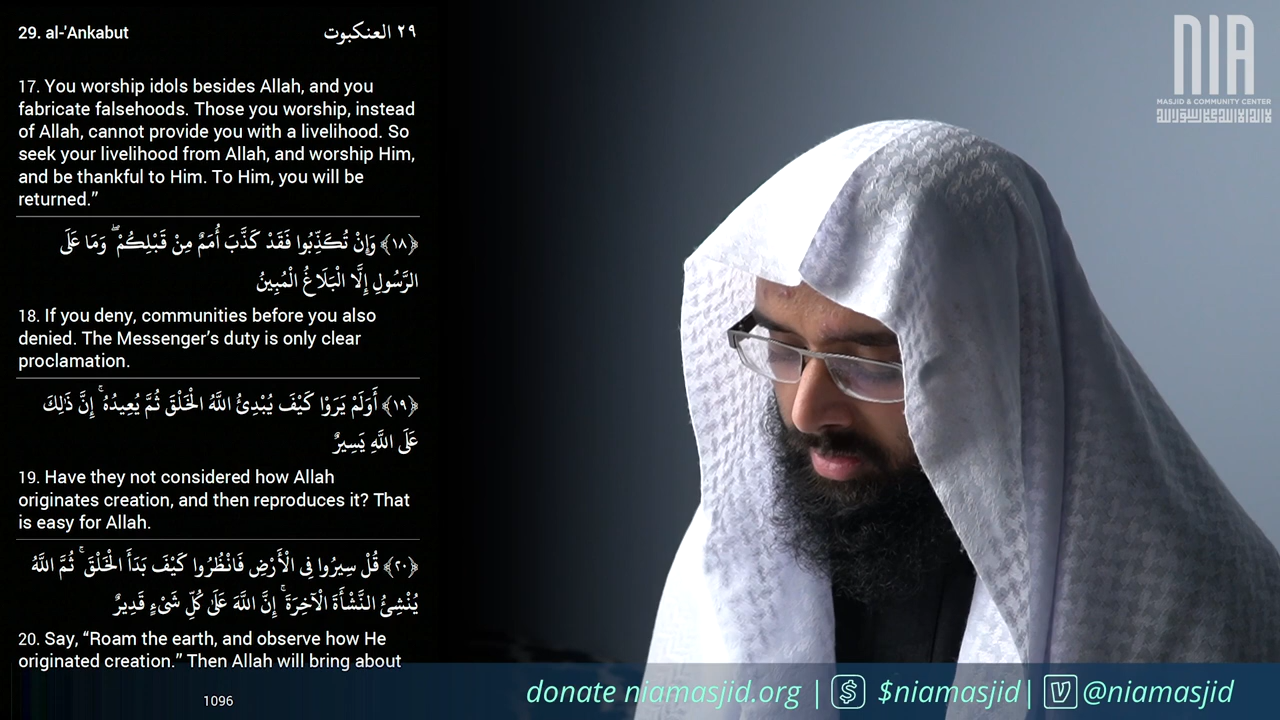 29. al-'Ankabut
٢٩ العنكبوت
17. You worship idols besides Allah, and you
fabricate falsehoods. Those you worship, instead
of Allah, cannot provide you with a livelihood. So
seek your livelihood from Allah, and worship Him,
and be thankful to Him. To Him, you will be
returned.”
﴿١٨﴾ وَإِنْ تُكَذِّبُوا فَقَدْ كَذَّبَ أُمَمٌ مِنْ قَبْلِكُمْ ۖ وَمَا عَلَى
الرَّسُولِ إِلَّا الْبَلَاغُ الْمُبِينُ
18. If you deny, communities before you also
denied. The Messenger’s duty is only clear
proclamation.
﴿١٩﴾ أَوَلَمْ يَرَوْا كَيْفَ يُبْدِئُ اللَّهُ الْخَلْقَ ثُمَّ يُعِيدُهُ ۚ إِنَّ ذَٰلِكَ
عَلَى اللَّهِ يَسِيرٌ
19. Have they not considered how Allah
originates creation, and then reproduces it? That
is easy for Allah.
﴿٢٠﴾ قُلْ سِيرُوا فِي الْأَرْضِ فَانْظُرُوا كَيْفَ بَدَأَ الْخَلْقَ ۚ ثُمَّ اللَّهُ
يُنْشِئُ النَّشْأَةَ الْآخِرَةَ ۚ إِنَّ اللَّهَ عَلَىٰ كُلِّ شَيْءٍ قَدِيرٌ
20. Say, “Roam the earth, and observe how He
originated creation.” Then Allah will bring about
1096
NIA
MASJID & COMMUNITY CENTER
donate niamasjid.org | $ $niamasjid | V @niamasjid